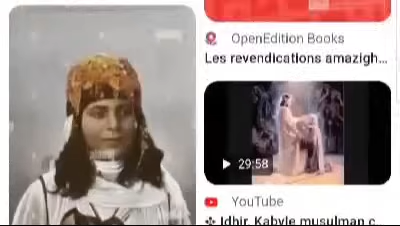 OpenEdition Books
Les revendications amazigh...
29:58
YouTube
Idhir, Kabyle musulman c